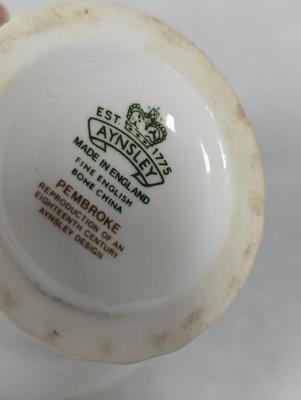 EST. 1775
AYNSLEY
MADE IN ENGLAND
FINE ENGLISH
BONE CHINA
PEMBROKE
REPRODUCTION OF AN
EIGHTEENTH CENTURY
AYNSLEY DESIGN